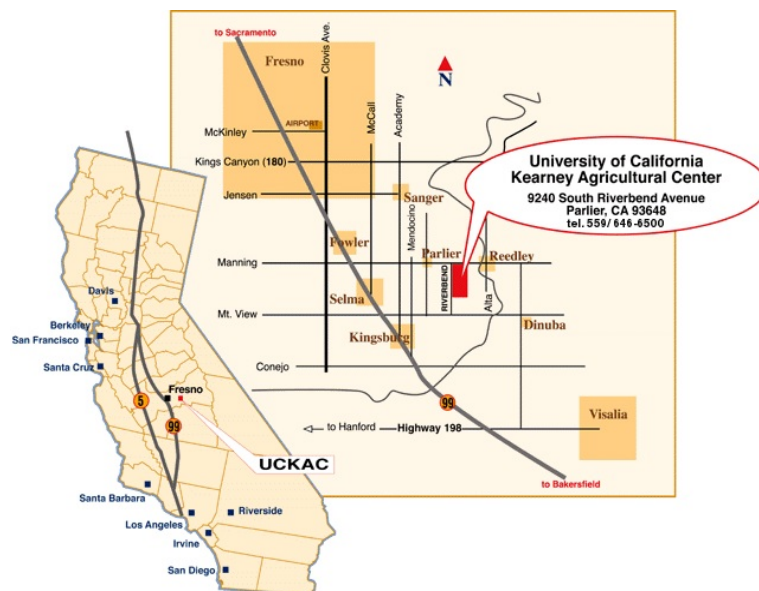 to Sacramento
Clovis Ave.
Fresno
N
AIRPORT
McCall
Academy
McKinley
Kings Canyon (180)
University of California
Kearney Agricultural Center
9240 South Riverbend Avenue
Parlier, CA 93648
tel. 559/ 646-6500
Jensen
Sanger
Mendocino
Fowler
Parlier
Reedley
Manning
RIVERBEND
Selma
Alta
Mt. View
Kingsburg
Dinuba
Conejo
99
Visalia
to Hanford
Highway 198
to Bakersfield
Davis
Berkeley
San Francisco
Santa Cruz
Fresno
5
99
UCKAC
Santa Barbara
Los Angeles
Riverside
Irvine
San Diego